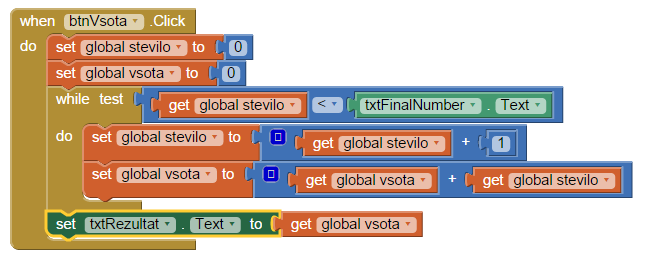 when btnVsota .Click
do set global stevilo to 0
set global vsota to 0
while test get global stevilo < txtFinalNumber . Text
do set global stevilo to get global stevilo + 1
set global vsota to get global vsota + get global stevilo
set txtRezultat . Text to get global vsota